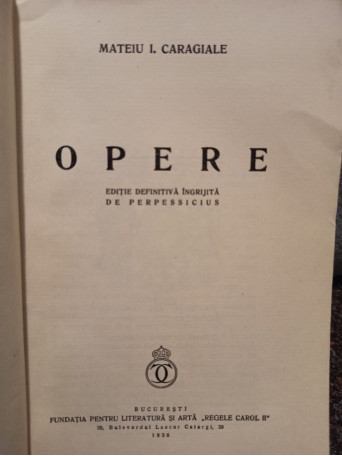 MATEIU I. CARAGIALE
OPERE
EDIȚIE DEFINITIVĂ ÎNGRIJITĂ
DE PERPESSICIUS
BUCUREȘTI
FUNDAȚIA PENTRU LITERATURĂ ȘI ARTĂ „REGELE CAROL II"
39, Bulevardul Lascar Catargi, 39
1936